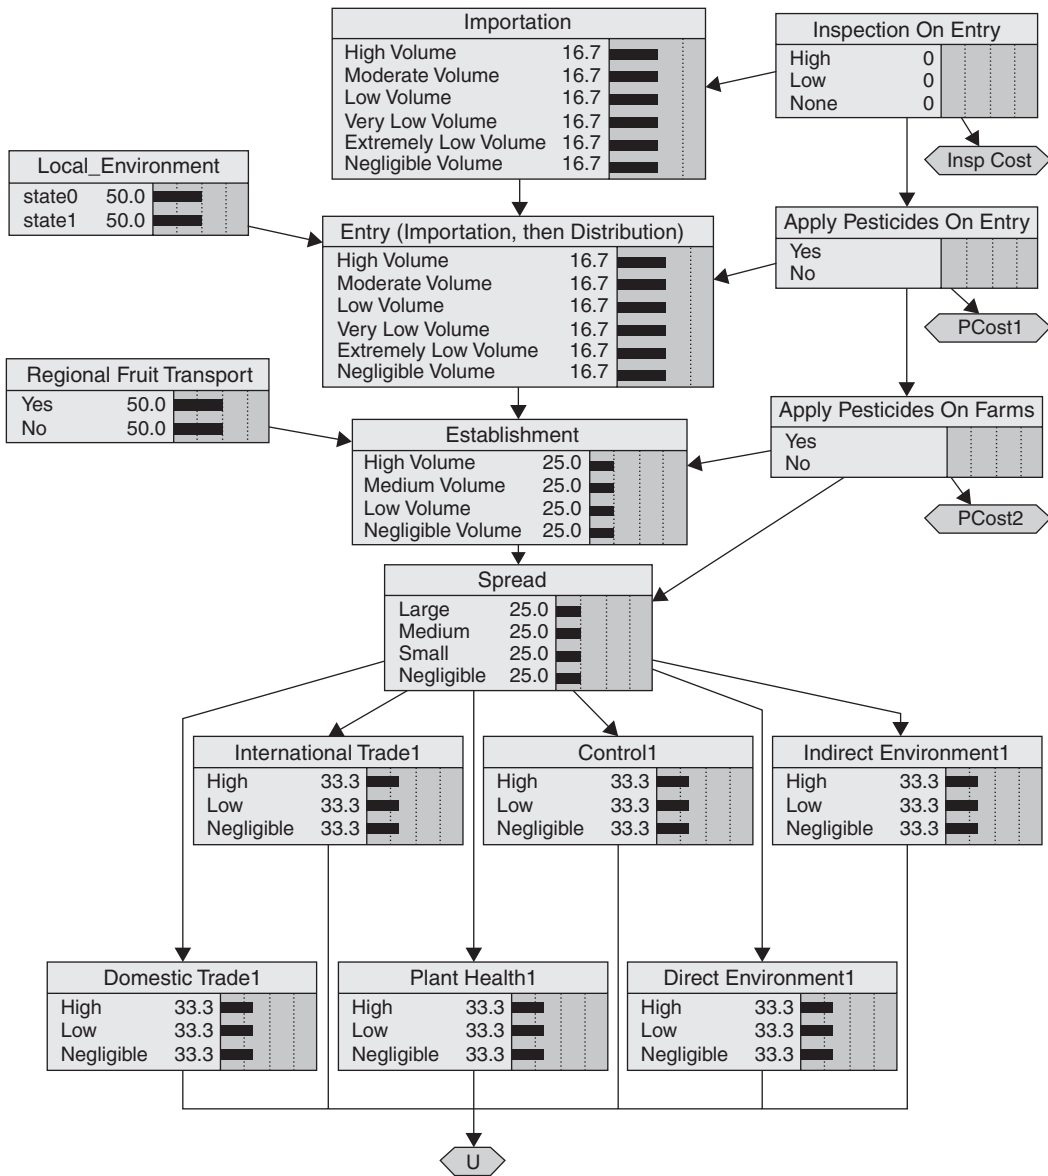 Importation
High Volume 16.7
Moderate Volume 16.7
Low Volume 16.7
Very Low Volume 16.7
Extremely Low Volume 16.7
Negligible Volume 16.7
Inspection On Entry
High 0
Low 0
None 0
Insp Cost
Local_Environment
state0 50.0
state1 50.0
Entry (Importation, then Distribution)
High Volume 16.7
Moderate Volume 16.7
Low Volume 16.7
Very Low Volume 16.7
Extremely Low Volume 16.7
Negligible Volume 16.7
Apply Pesticides On Entry
Yes
No
PCost1
Regional Fruit Transport
Yes 50.0
No 50.0
Establishment
High Volume 25.0
Medium Volume 25.0
Low Volume 25.0
Negligible Volume 25.0
Apply Pesticides On Farms
Yes
No
PCost2
Spread
Large 25.0
Medium 25.0
Small 25.0
Negligible 25.0
International Trade1
High 33.3
Low 33.3
Negligible 33.3
Control1
High 33.3
Low 33.3
Negligible 33.3
Indirect Environment1
High 33.3
Low 33.3
Negligible 33.3
Domestic Trade1
High 33.3
Low 33.3
Negligible 33.3
Plant Health1
High 33.3
Low 33.3
Negligible 33.3
Direct Environment1
High 33.3
Low 33.3
Negligible 33.3
U